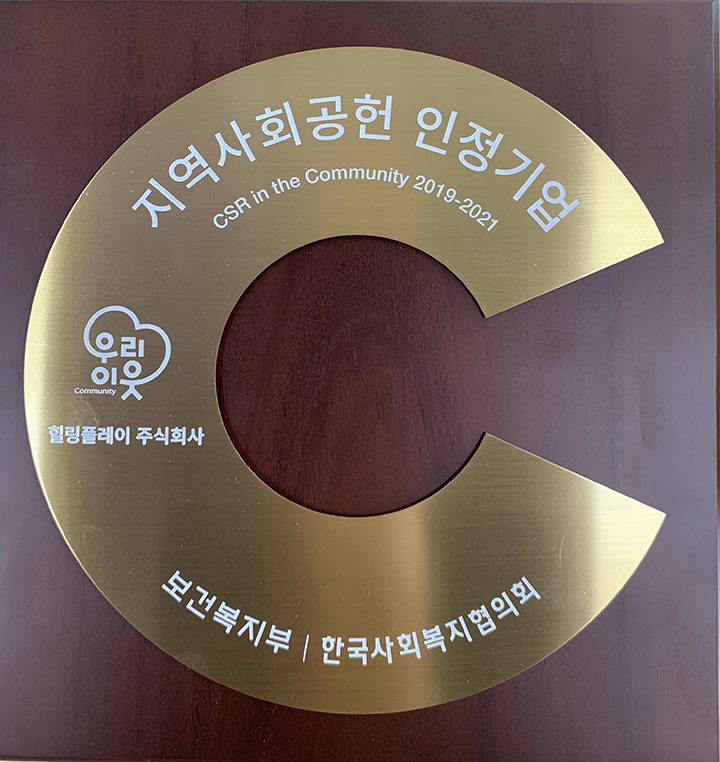 지역사회공헌 인정기업
CSR in the Community 2019-2021
우리
이웃
Community
힐링플레이 주식회사
보건복지부 | 한국사회복지협의회